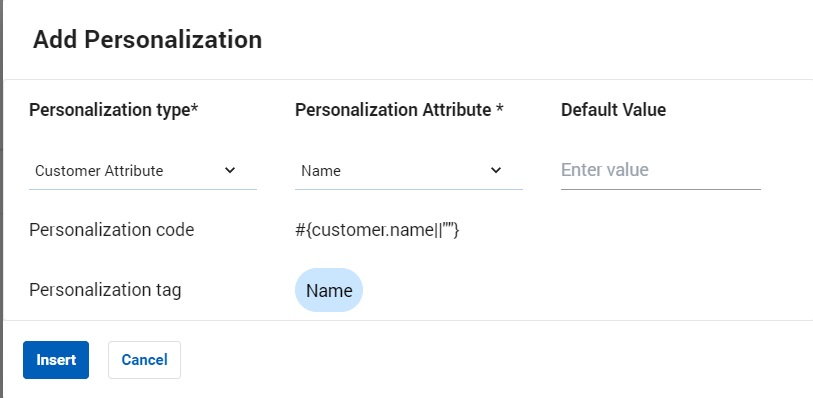 Add Personalization
Personalization type* Personalization Attribute * Default Value
Customer Attribute Name Enter value
Personalization code #{customer.name||""}
Personalization tag Name
Insert Cancel